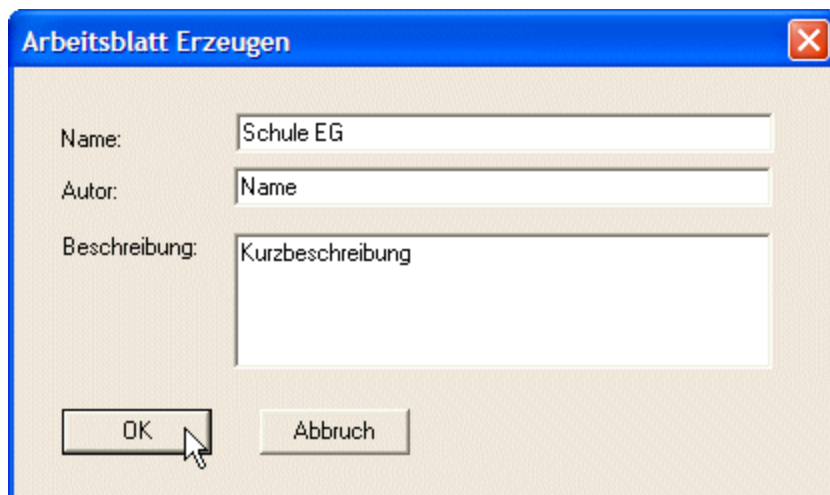 Arbeitsblatt Erzeugen
Name: Schule EG
Autor: Name
Beschreibung: Kurzbeschreibung
OK Abbruch